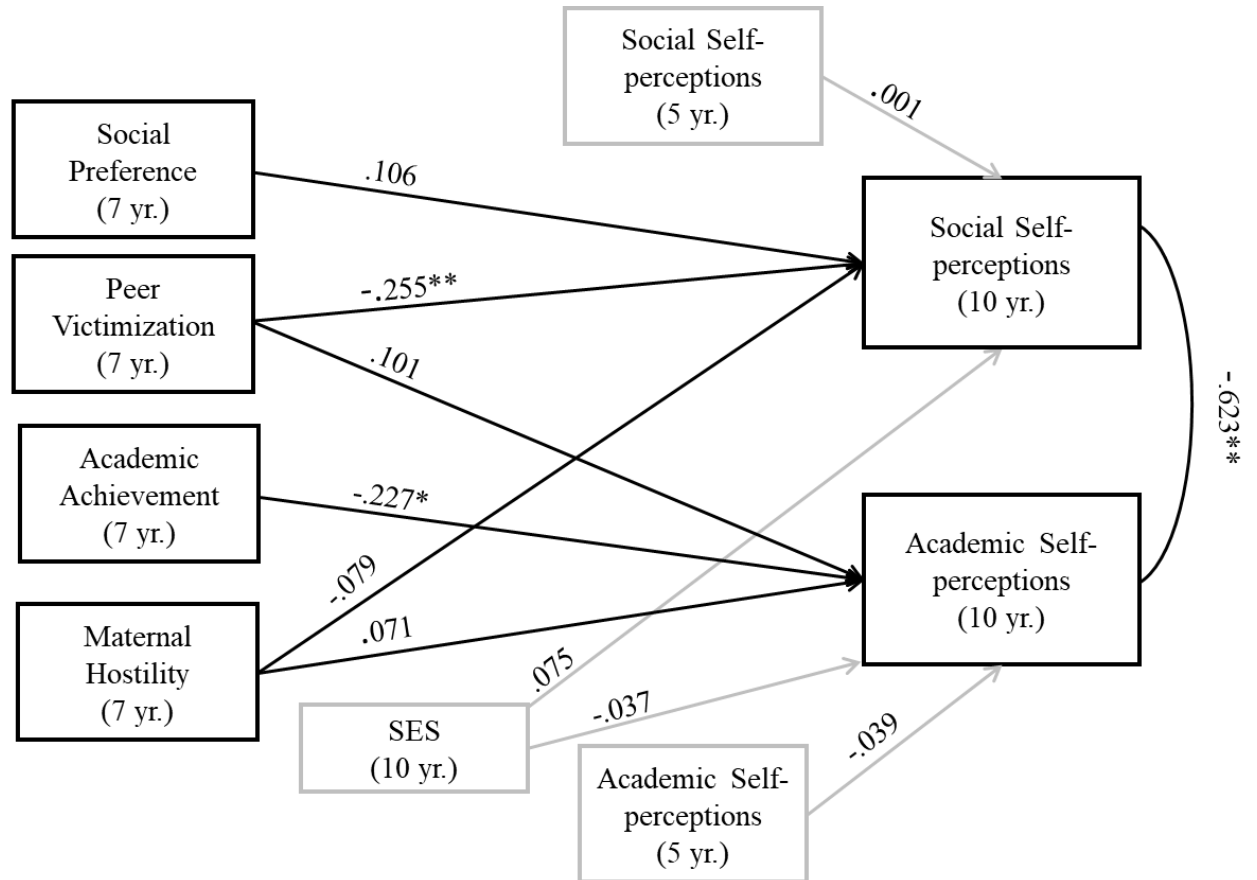 Social Self-
perceptions
(5 yr.)
.001
Social
Preference
(7 yr.)
.106
Peer
Victimization
(7 yr.)
-.255**
.101
Social Self-
perceptions
(10 yr.)
-.623**
Academic
Achievement
(7 yr.)
-.227*
Academic Self-
perceptions
(10 yr.)
Maternal
Hostility
(7 yr.)
-.079
.071
.075
-.037
SES
(10 yr.)
-.039
Academic Self-
perceptions
(5 yr.)